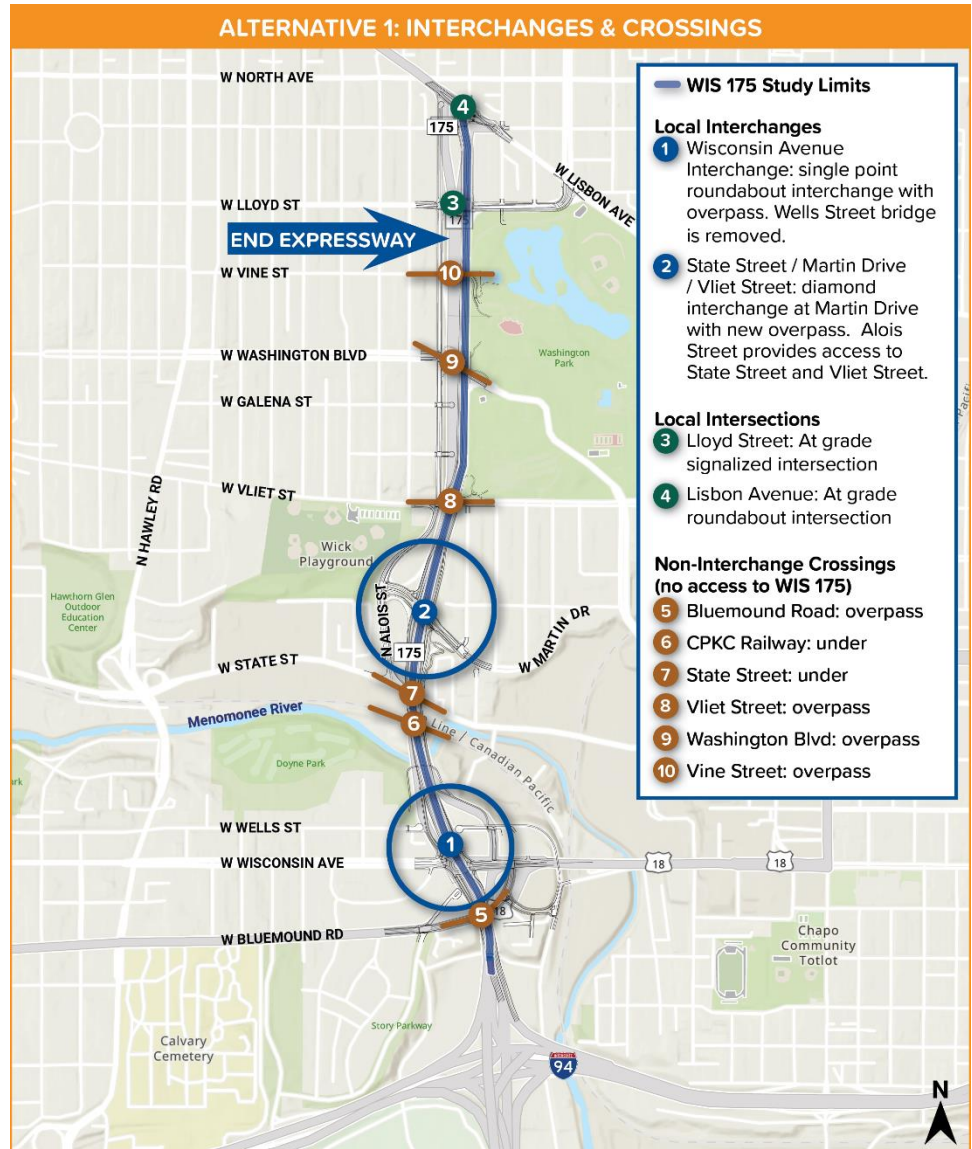 ALTERNATIVE 1: INTERCHANGES & CROSSINGS
W NORTH AVE
4
175
W LISBON AVE
W LLOYD ST
3
175
END EXPRESSWAY
W VINE ST
10
W WASHINGTON BLVD
9
Washington
Park
W GALENA ST
N HAWLEY RD
W VLIET ST
8
Wick
Playground
Hawthorn Glen
Outdoor
Education
Center
N ALOIS ST
2
W MARTIN DR
175
W STATE ST
7
Menomonee River
6
Line / Canadian Pacific
Doyne Park
ark
W WELLS ST
1
W WISCONSIN AVE
18
18
5
18
W BLUEMOUND RD
Chapo
Community
Totlot
Story Parkway
Calvary
Cemetery
94
N
Pacific
WIS 175 Study Limits
Local Interchanges
1 Wisconsin Avenue
Interchange: single point
roundabout interchange with
overpass. Wells Street bridge
is removed.
2 State Street / Martin Drive
/ Vliet Street: diamond
interchange at Martin Drive
with new overpass. Alois
Street provides access to
State Street and Vliet Street.
Local Intersections
3 Lloyd Street: At grade
signalized intersection
4 Lisbon Avenue: At grade
roundabout intersection
Non-Interchange Crossings
(no access to WIS 175)
5 Bluemound Road: overpass
6 CPKC Railway: under
7 State Street: under
8 Vliet Street: overpass
9 Washington Blvd: overpass
10 Vine Street: overpass